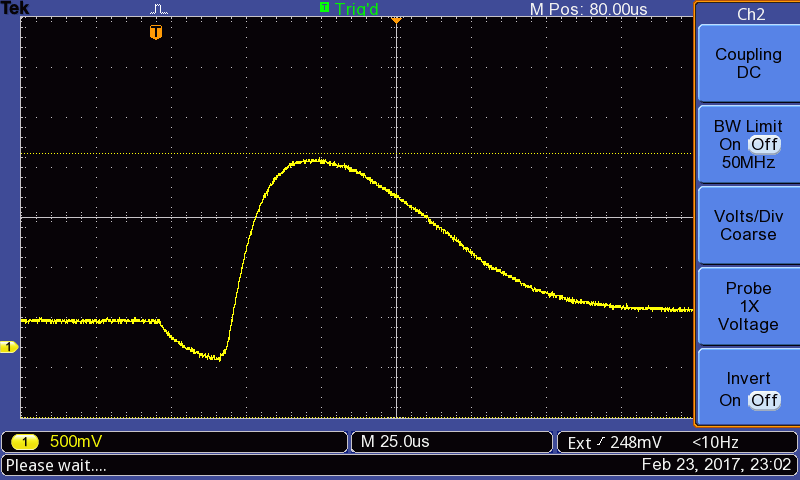 Tek T Trig'd M Pos: 80.00us
T
Ch2
Coupling
DC
BW Limit
On Off
50MHz
Volts/Div
Coarse
Probe
1X
Voltage
Invert
On Off
1
1 500mV M 25.0us Ext 248mV <10Hz
Please wait.... Feb 23, 2017, 23:02